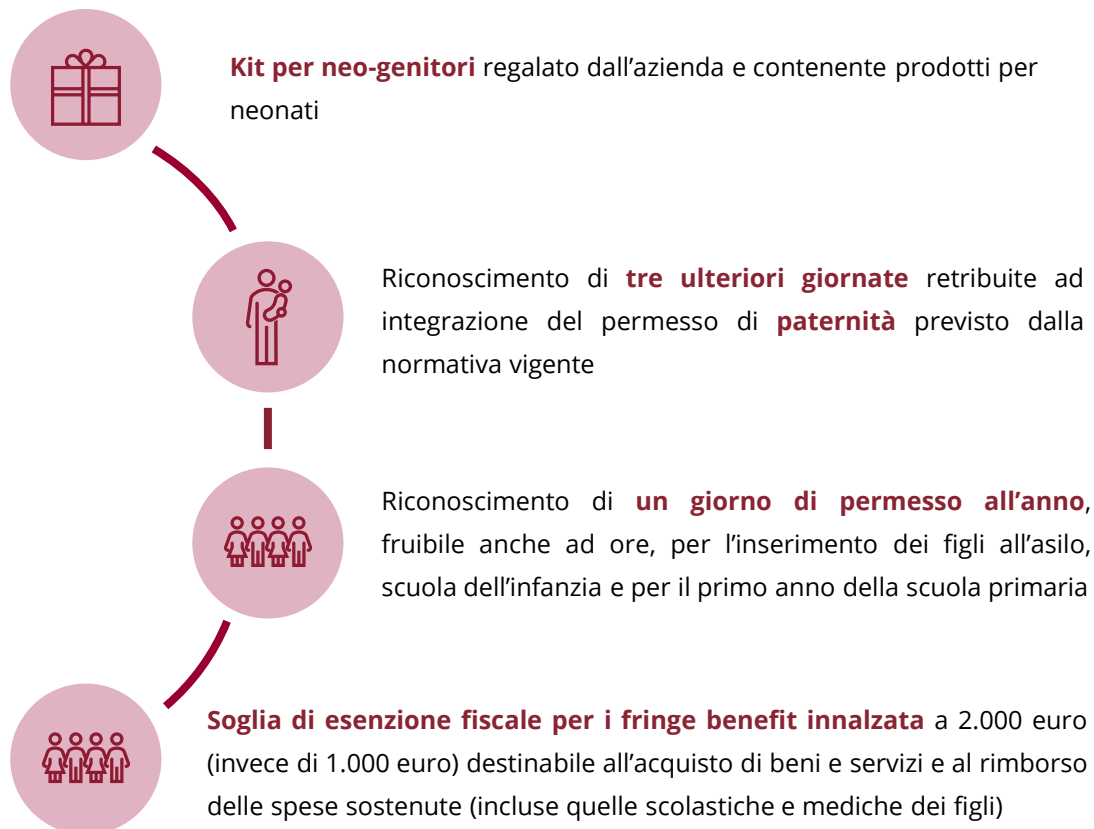 Kit per neo-genitori regalato dall’azienda e contenente prodotti per
neonati
Riconoscimento di tre ulteriori giornate retribuite ad
integrazione del permesso di paternità previsto dalla
normativa vigente
Riconoscimento di un giorno di permesso all’anno,
fruibile anche ad ore, per l’inserimento dei figli all’asilo,
scuola dell’infanzia e per il primo anno della scuola primaria
Soglia di esenzione fiscale per i fringe benefit innalzata a 2.000 euro
(invece di 1.000 euro) destinabile all’acquisto di beni e servizi e al rimborso
delle spese sostenute (incluse quelle scolastiche e mediche dei figli)